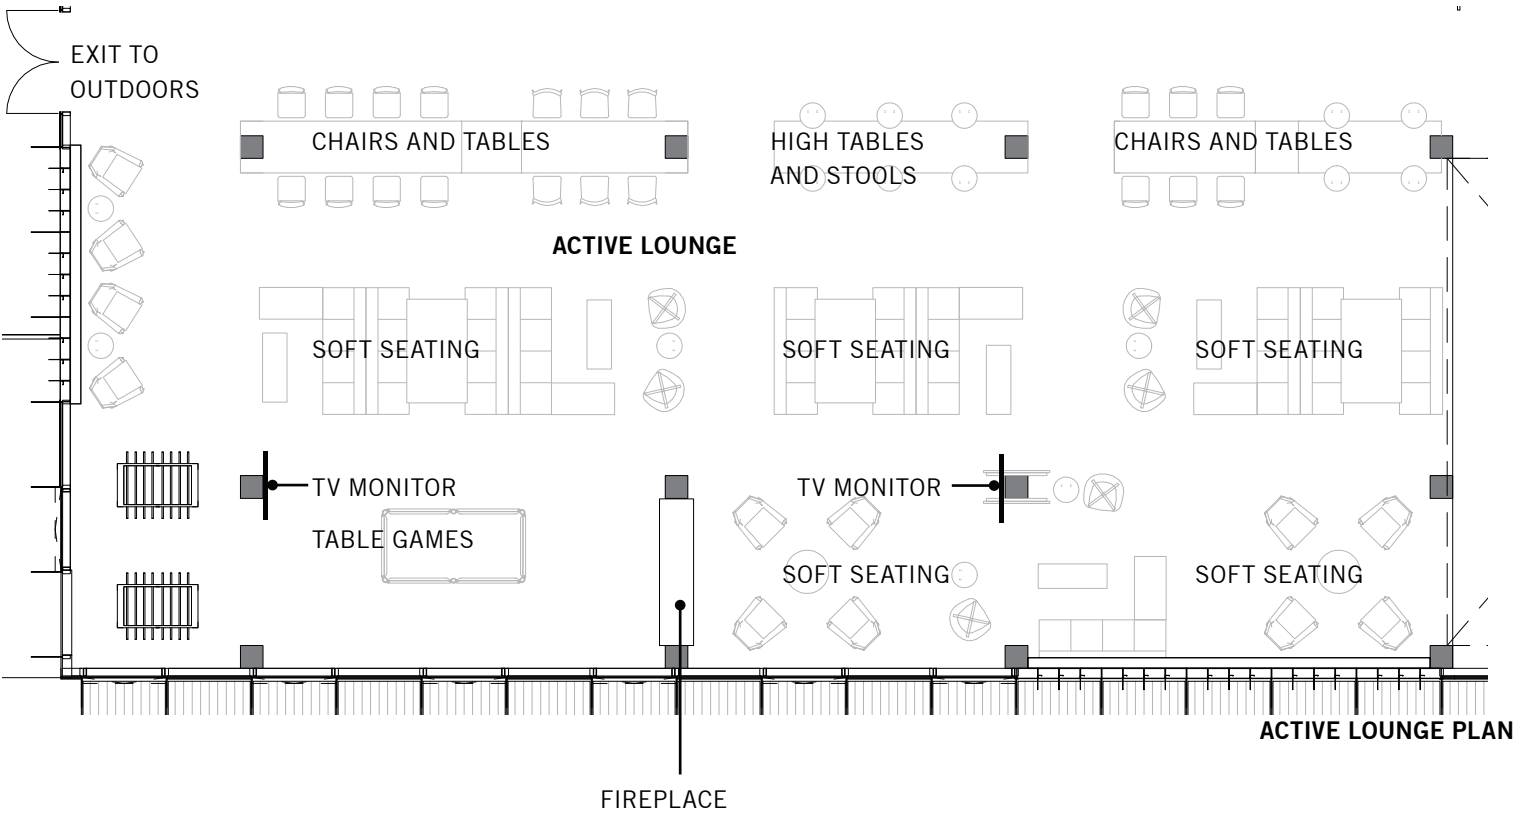 EXIT TO
OUTDOORS
CHAIRS AND TABLES
HIGH TABLES
AND STOOLS
CHAIRS AND TABLES
ACTIVE LOUNGE
SOFT SEATING
SOFT SEATING
SOFT SEATING
TV MONITOR
TV MONITOR
TABLE GAMES
SOFT SEATING
SOFT SEATING
ACTIVE LOUNGE PLAN
FIREPLACE